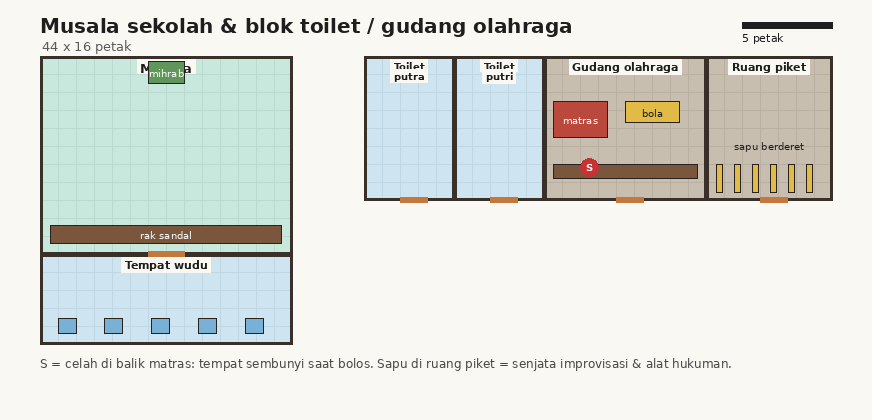 Musala sekolah & blok toilet / gudang olahraga
44 x 16 petak
5 petak
mihrab
Toilet
putra
Toilet
putri
Gudang olahraga
Ruang piket
matras
bola
sapu berderet
S
rak sandal
Tempat wudu
S = celah di balik matras: tempat sembunyi saat bolos. Sapu di ruang piket = senjata improvisasi & alat hukuman.